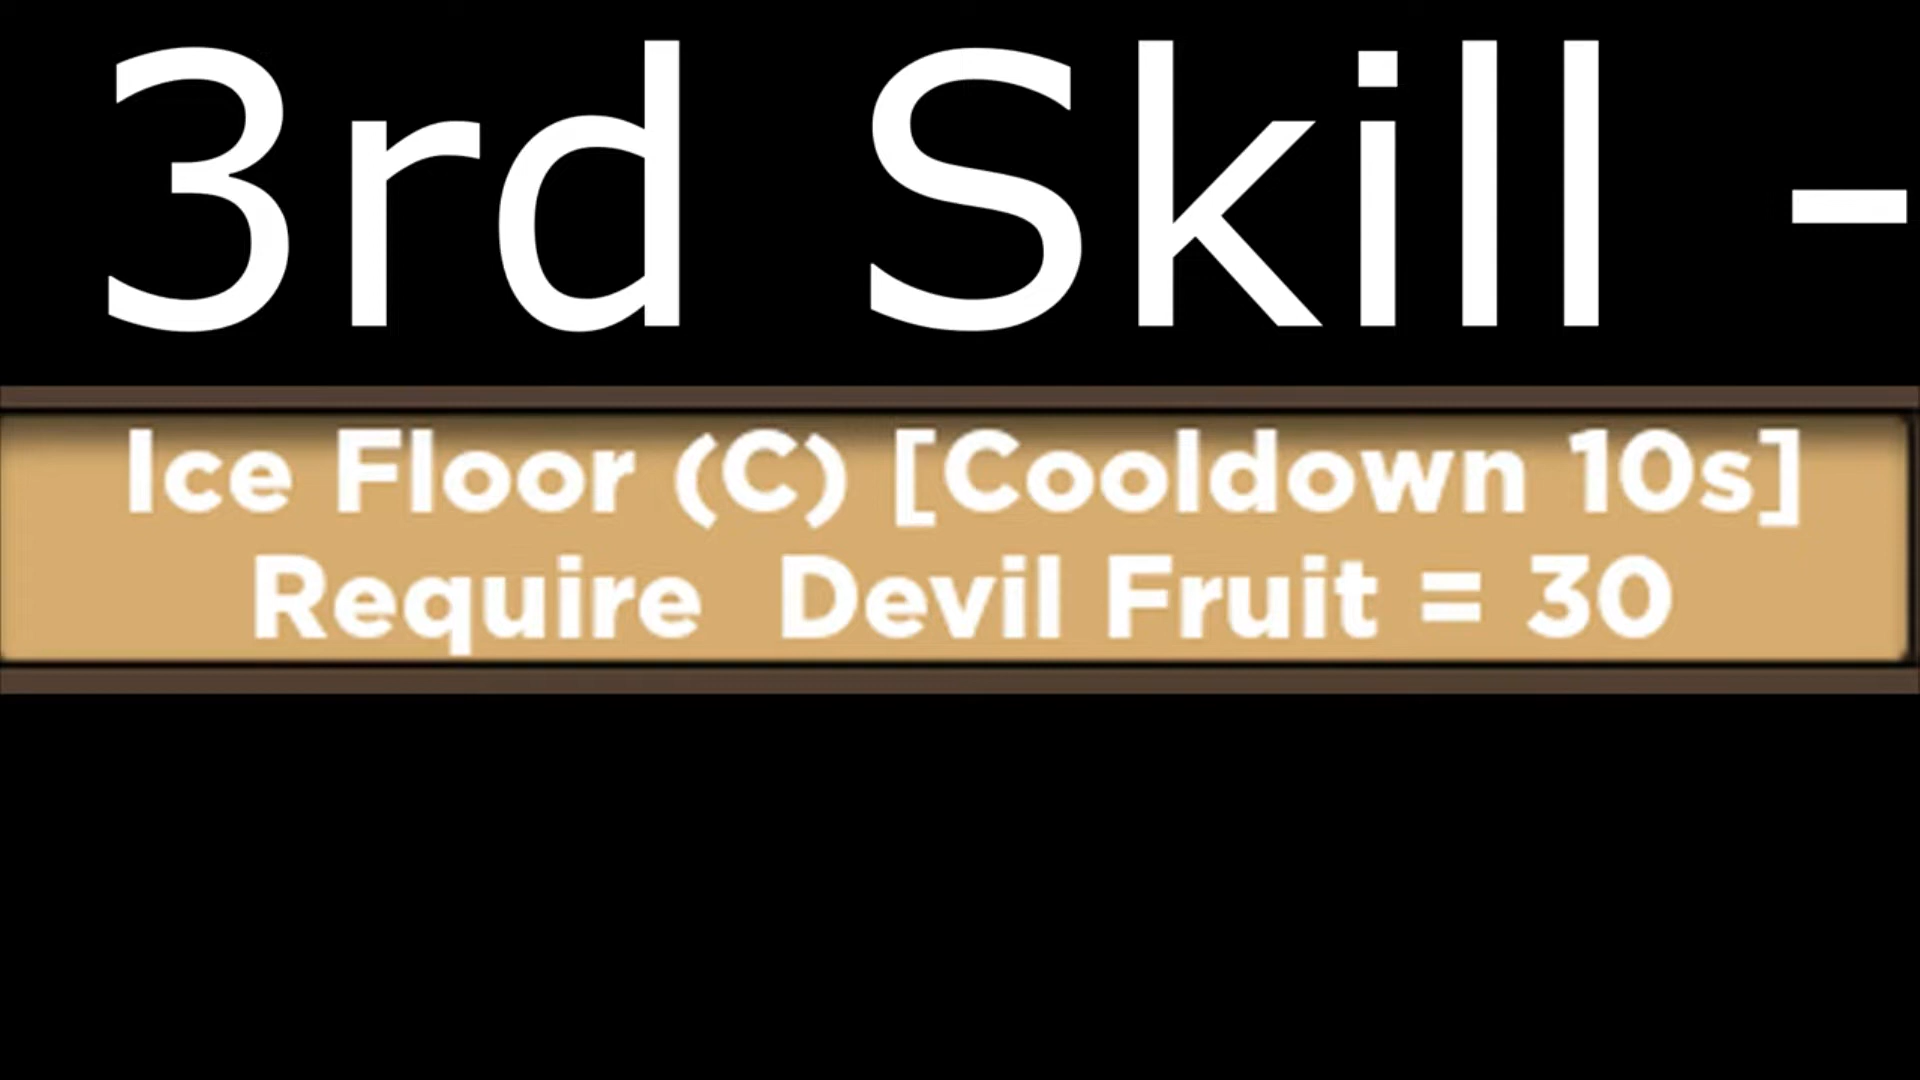 3rd Skill -
Ice Floor (C) [Cooldown 10s]
Require Devil Fruit = 30